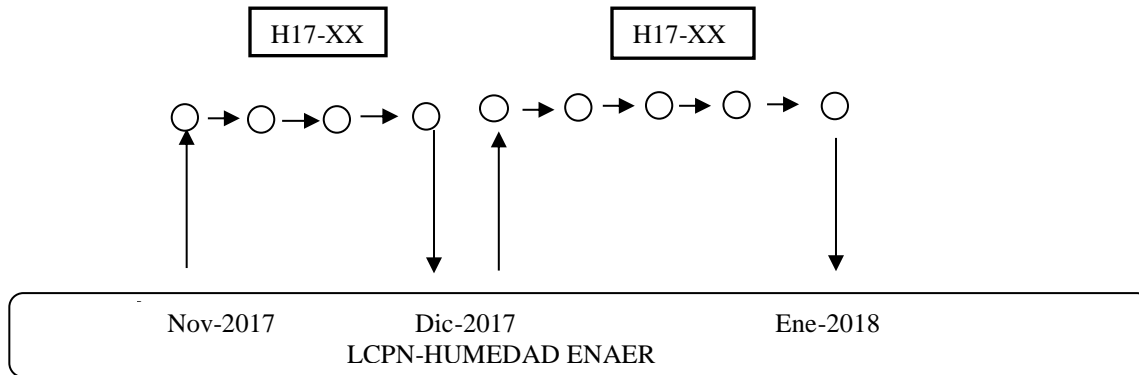 H17-XX H17-XX
Nov-2017 Dic-2017 Ene-2018
LCPN-HUMEDAD ENAER